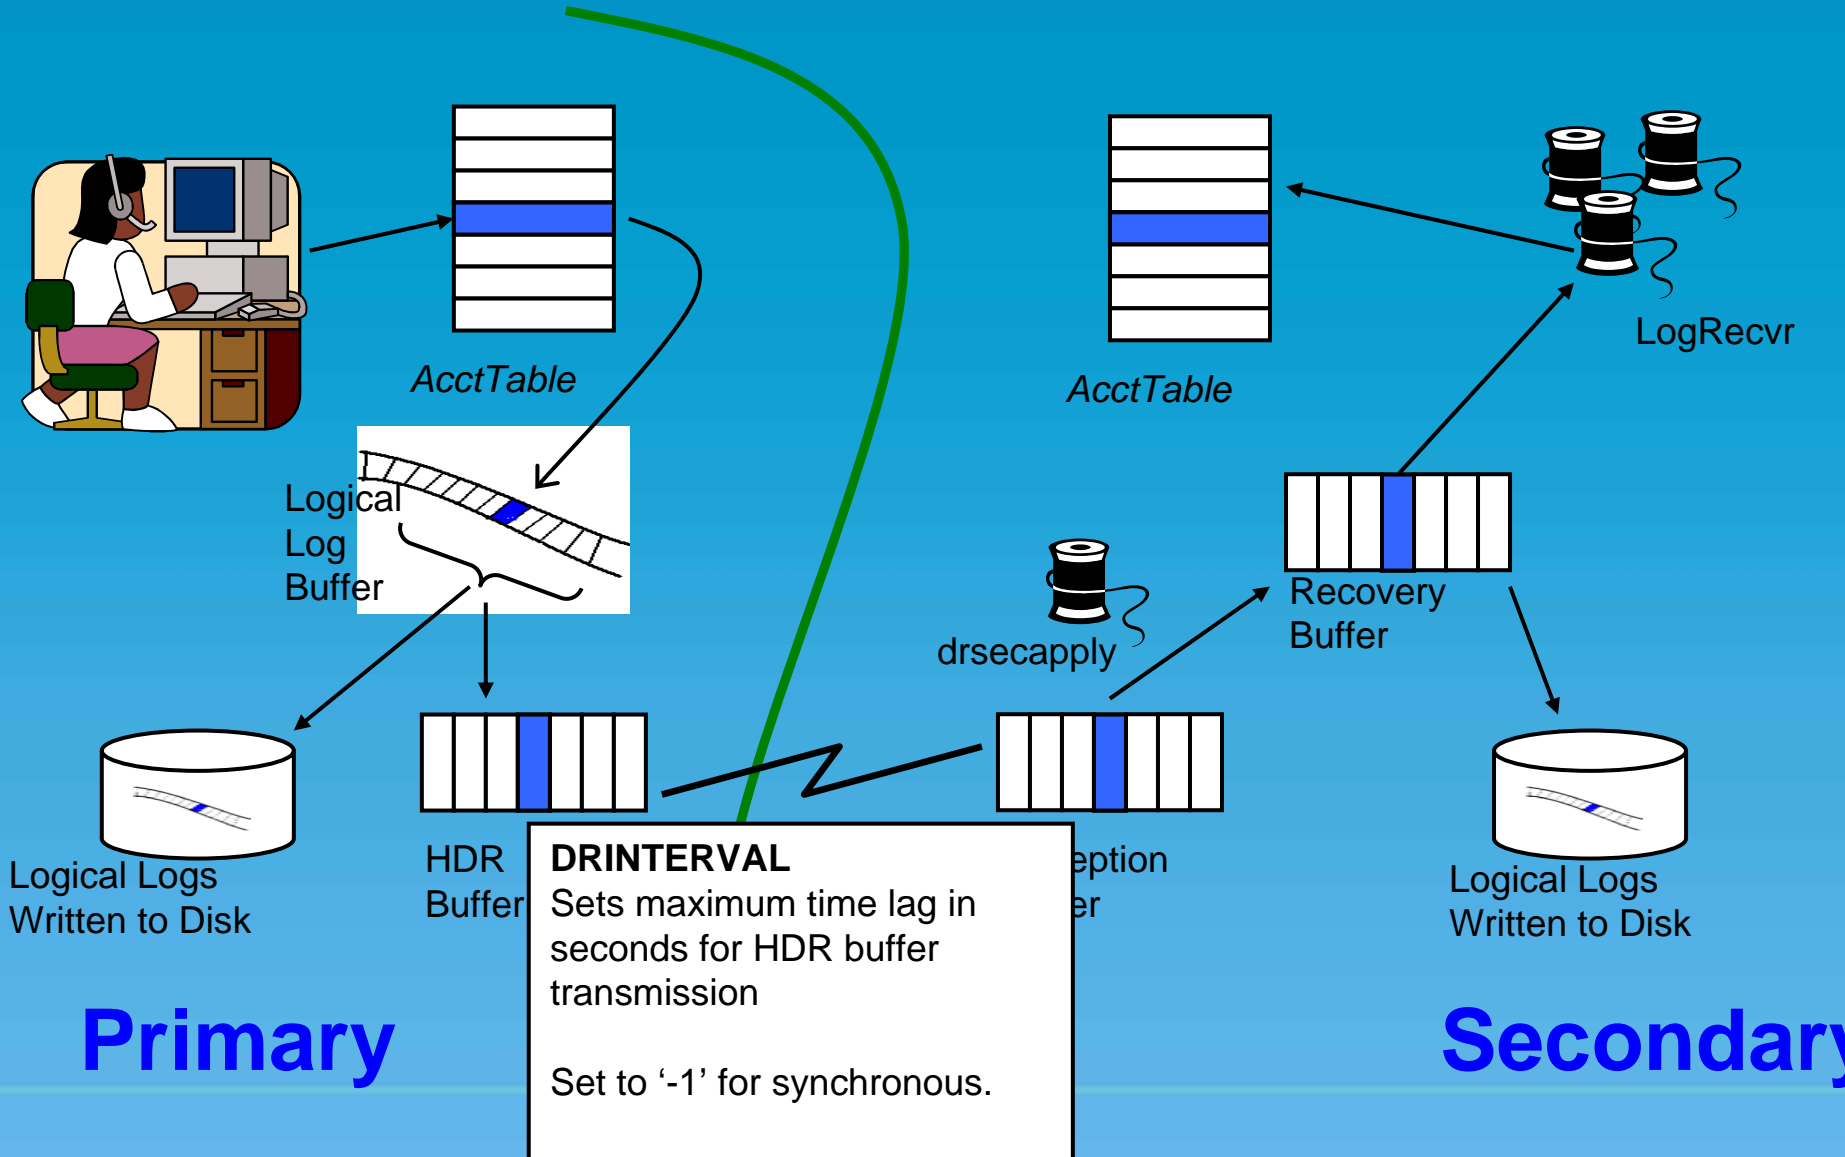 AcctTable
AcctTable
LogRecvr
Logical
Log
Buffer
drsecapply
Recovery
Buffer
Logical Logs
Written to Disk
HDR
Buffer
DRINTERVAL
Sets maximum time lag in
seconds for HDR buffer
transmission
Set to ‘-1’ for synchronous.
Logical Logs
Written to Disk
Primary
Secondary